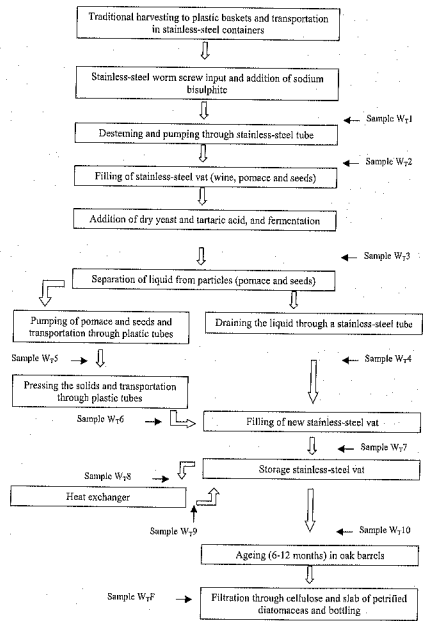 Traditional harvesting to plastic baskets and transportation
in stainless-steel containers
Stainless-steel worm screw input and addition of sodium
bisulphite
Sample WT1
Desteming and pumping through stainless-steel tube
Sample WT2
Filling of stainless-steel vat (wine, pomace and seeds)
Addition of dry yeast and tartaric acid, and fermentation
Sample WT3
Separation of liquid from particles (pomace and seeds)
Pumping of pomace and seeds and
transportation through plastic tubes
Draining the liquid through a stainless-steel tube
Sample WT5
Sample WT4
Pressing the solids and transportation
through plastic tubes
Sample WT6
Filling of new stainless-steel vat
Sample WT7
Storage stainless-steel vat
Sample WT8
Heat exchanger
Sample WT9
Sample WT10
Ageing (6-12 months) in oak barrels
Sample WTF
Filtration through cellulose and slab of petrified
diatomaceas and bottling